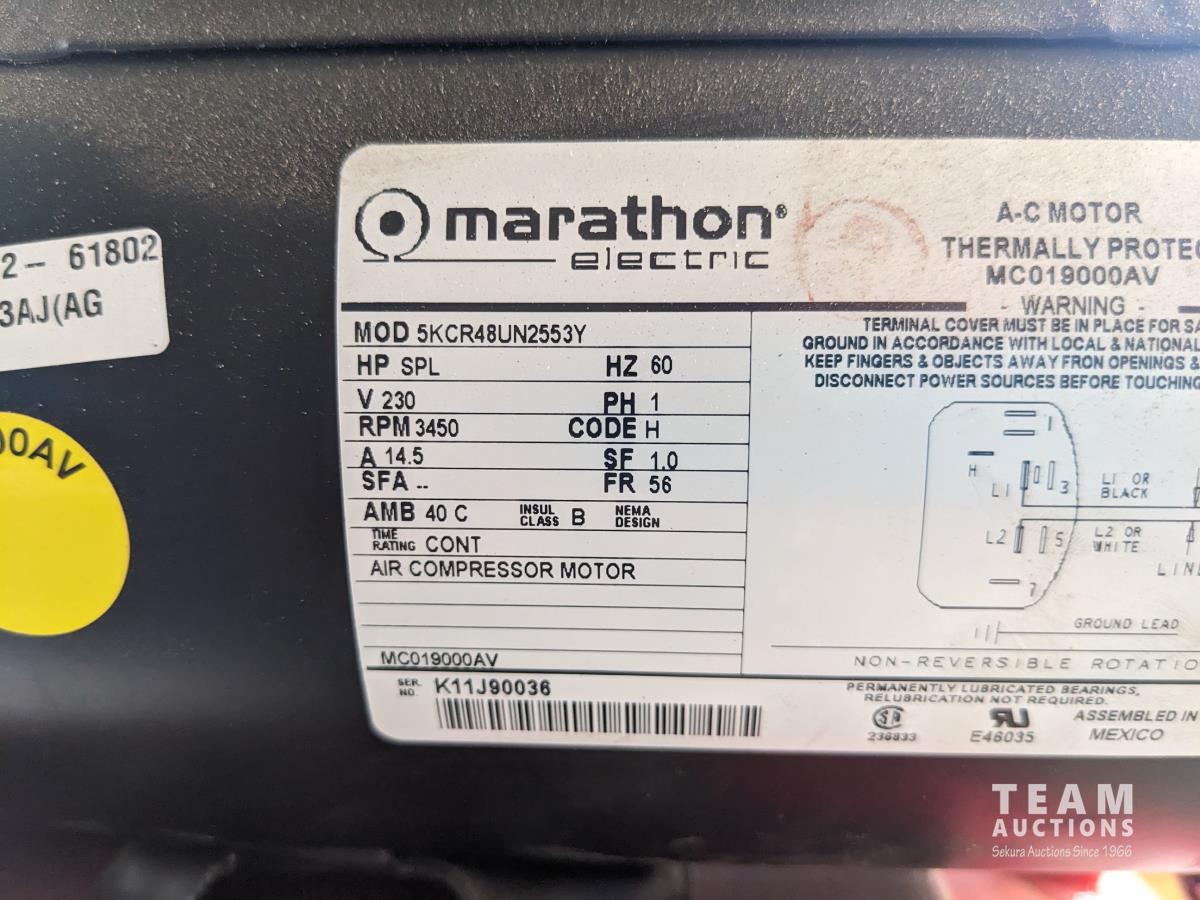 2- 61802
3AJ(AG
00AV
marathon®
electric
MOD 5KCR48UN2553Y
HP SPL HZ 60
V 230 PH 1
RPM 3450 CODE H
A 14.5 SF 1.0
SFA -- FR 56
AMB 40 C INSUL CLASS B NEMA DESIGN
TIME RATING CONT
AIR COMPRESSOR MOTOR
MC019000AV
SER. NO. K11J90036
A-C MOTOR
THERMALLY PROTEC
MC019000AV
- WARNING -
TERMINAL COVER MUST BE IN PLACE FOR SA
GROUND IN ACCORDANCE WITH LOCAL & NATIONAL
KEEP FINGERS & OBJECTS AWAY FRON OPENINGS &
DISCONNECT POWER SOURCES BEFORE TOUCHING
1
H
L1 3 L1 OR
BLACK
L2 5 L2 OR
WHITE
LINE
7
GROUND LEAD
NON-REVERSIBLE ROTATIO
PERMANENTLY LUBRICATED BEARINGS,
RELUBRICATION NOT REQUIRED.
236833
E46035
ASSEMBLED IN
MEXICO
TEAM
AUCTIONS
Sekura Auctions Since 1966